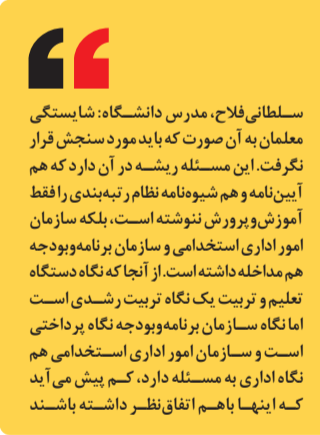 سلطانی‌فلاح، مدرس دانشگاه: شایستگی
معلمان به آن صورت که باید مورد سنجش قرار
نگرفت. این مسئله ریشه در آن دارد که هم
آیین‌نامه و هم شیوه‌نامه نظام رتبه‌بندی را فقط
آموزش‌وپرورش ننوشته است، بلکه سازمان
امور اداری استخدامی و سازمان برنامه‌وبودجه
هم مداخله داشته است. از آنجا که نگاه دستگاه
تعلیم و تربیت یک نگاه تربیت رشدی است
اما نگاه سازمان برنامه‌وبودجه نگاه پرداختی
است و سازمان امور اداری استخدامی هم
نگاه اداری به مسئله دارد، کم پیش می‌آید
که اینها باهم اتفاق‌نظر داشته باشند